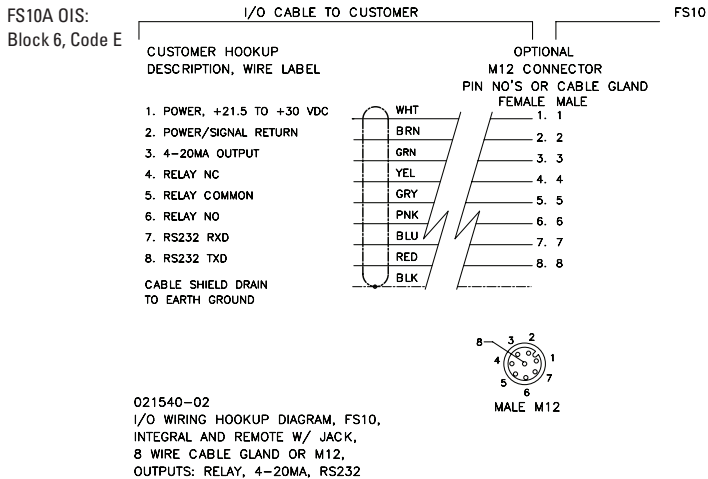 FS10A OIS:
Block 6, Code E
I/O CABLE TO CUSTOMER
FS10
CUSTOMER HOOKUP
DESCRIPTION, WIRE LABEL
OPTIONAL
M12 CONNECTOR
PIN NO'S OR CABLE GLAND
FEMALE MALE
1. POWER, +21.5 TO +30 VDC WHT 1. 1
2. POWER/SIGNAL RETURN BRN 2. 2
3. 4-20MA OUTPUT GRN 3. 3
4. RELAY NC YEL 4. 4
5. RELAY COMMON GRY 5. 5
6. RELAY NO PNK 6. 6
7. RS232 RXD BLU 7. 7
8. RS232 TXD RED 8. 8
CABLE SHIELD DRAIN BLK
TO EARTH GROUND
8 3 2
4 1
5 6 7
MALE M12
021540-02
I/O WIRING HOOKUP DIAGRAM, FS10,
INTEGRAL AND REMOTE W/ JACK,
8 WIRE CABLE GLAND OR M12,
OUTPUTS: RELAY, 4-20MA, RS232